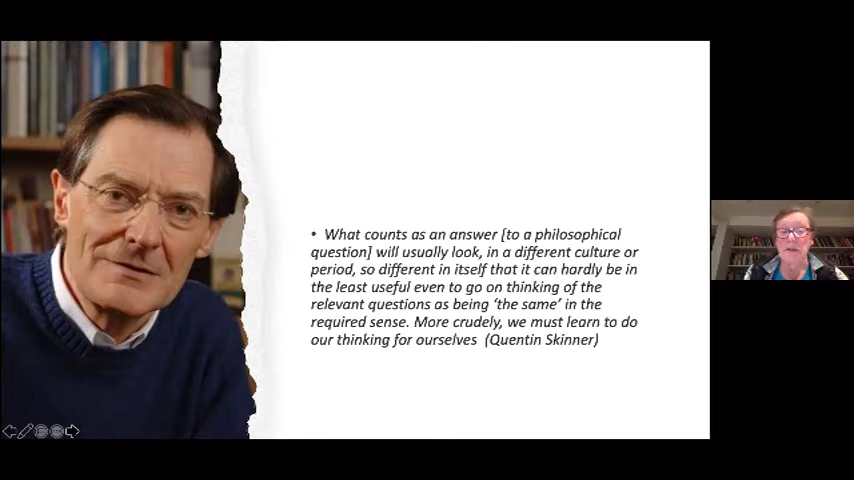 • What counts as an answer [to a philosophical
question] will usually look, in a different culture or
period, so different in itself that it can hardly be in
the least useful even to go on thinking of the
relevant questions as being ‘the same’ in the
required sense. More crudely, we must learn to do
our thinking for ourselves (Quentin Skinner)